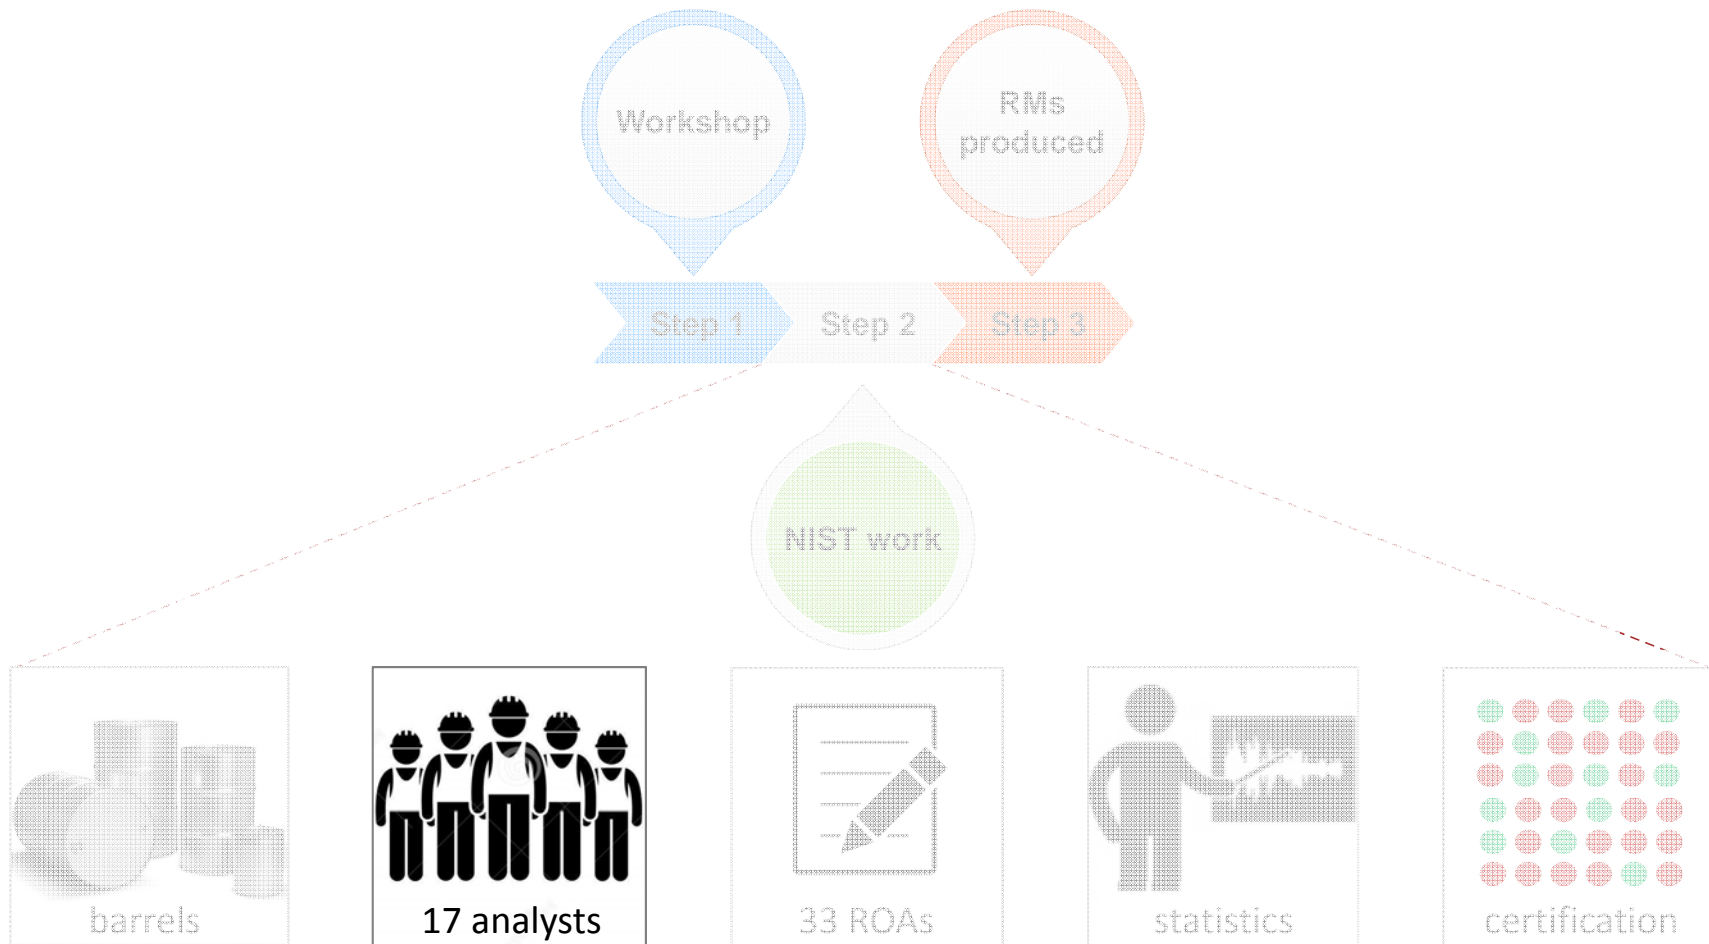 Workshop
RMs
produced
Step 1
Step 2
Step 3
NIST work
barrels
17 analysts
33 ROAs
statistics
certification